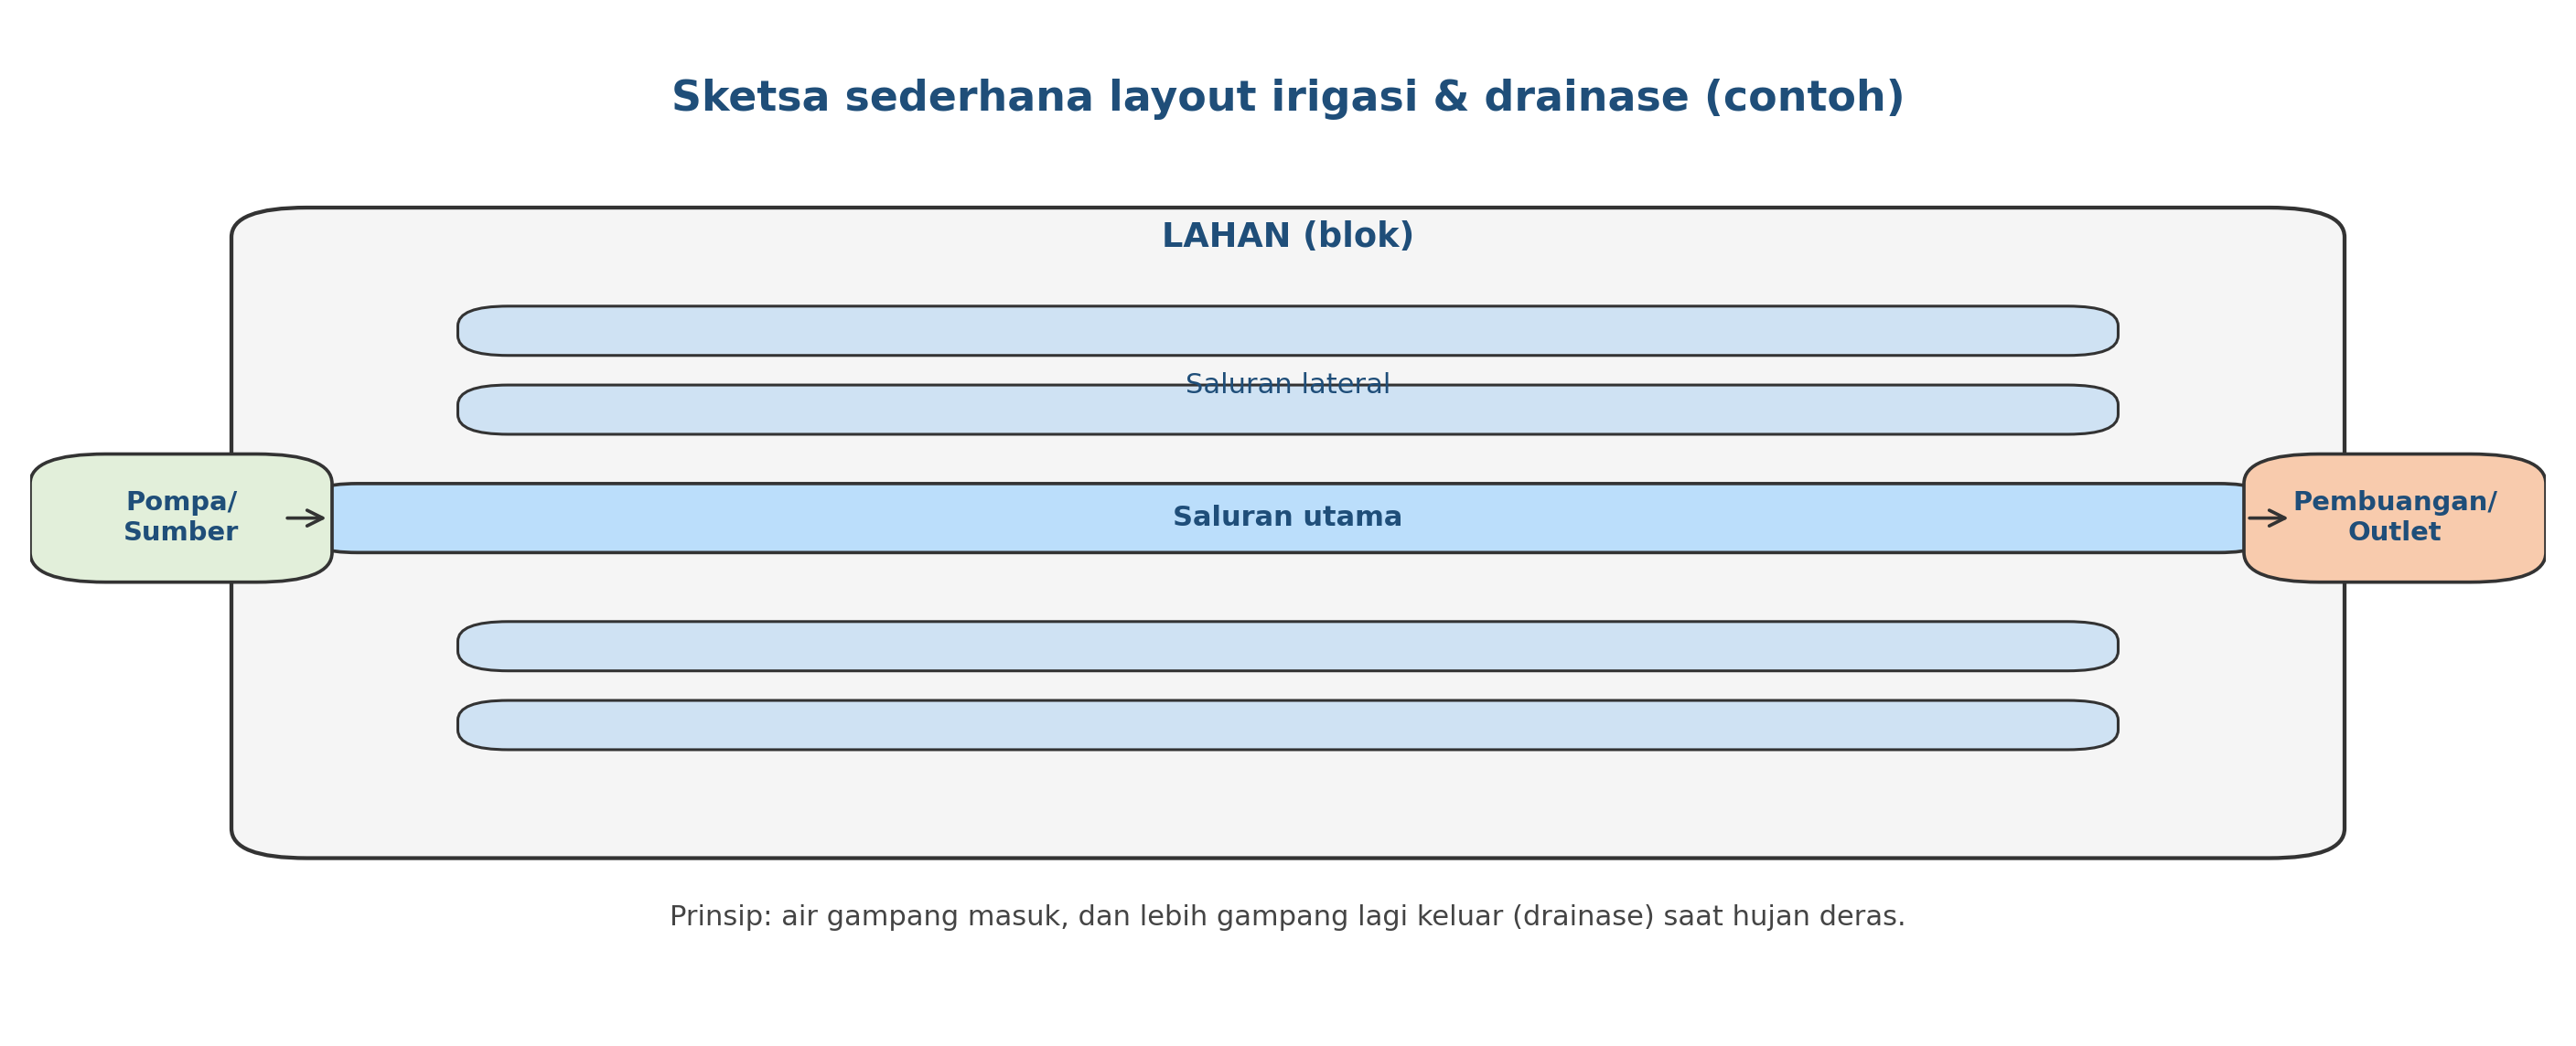 Sketsa sederhana layout irigasi & drainase (contoh)
LAHAN (blok)
Saluran lateral
Pompa/
Sumber
Saluran utama
Pembuangan/
Outlet
Prinsip: air gampang masuk, dan lebih gampang lagi keluar (drainase) saat hujan deras.